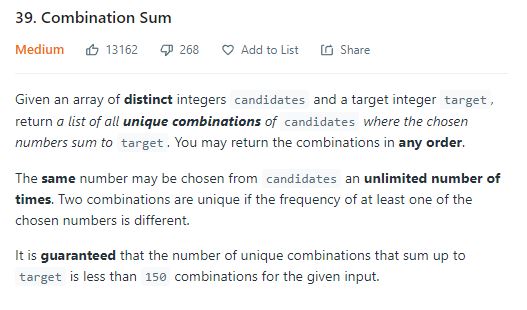 39. Combination Sum
Medium 13162 268 Add to List Share
Given an array of distinct integers candidates and a target integer target,
return a list of all unique combinations of candidates where the chosen
numbers sum to target. You may return the combinations in any order.
The same number may be chosen from candidates an unlimited number of
times. Two combinations are unique if the frequency of at least one of the
chosen numbers is different.
It is guaranteed that the number of unique combinations that sum up to
target is less than 150 combinations for the given input.